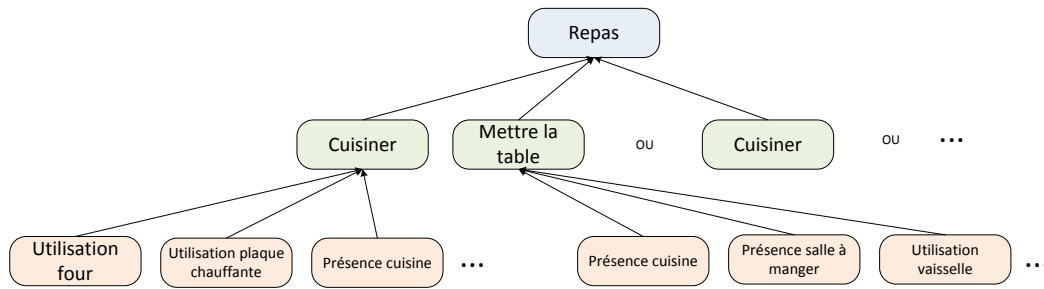 Repas
Cuisiner
Mettre la
table
OU
Cuisiner
OU
...
Utilisation
four
Utilisation plaque
chauffante
Présence cuisine
...
Présence cuisine
Présence salle à
manger
Utilisation
vaisselle
...